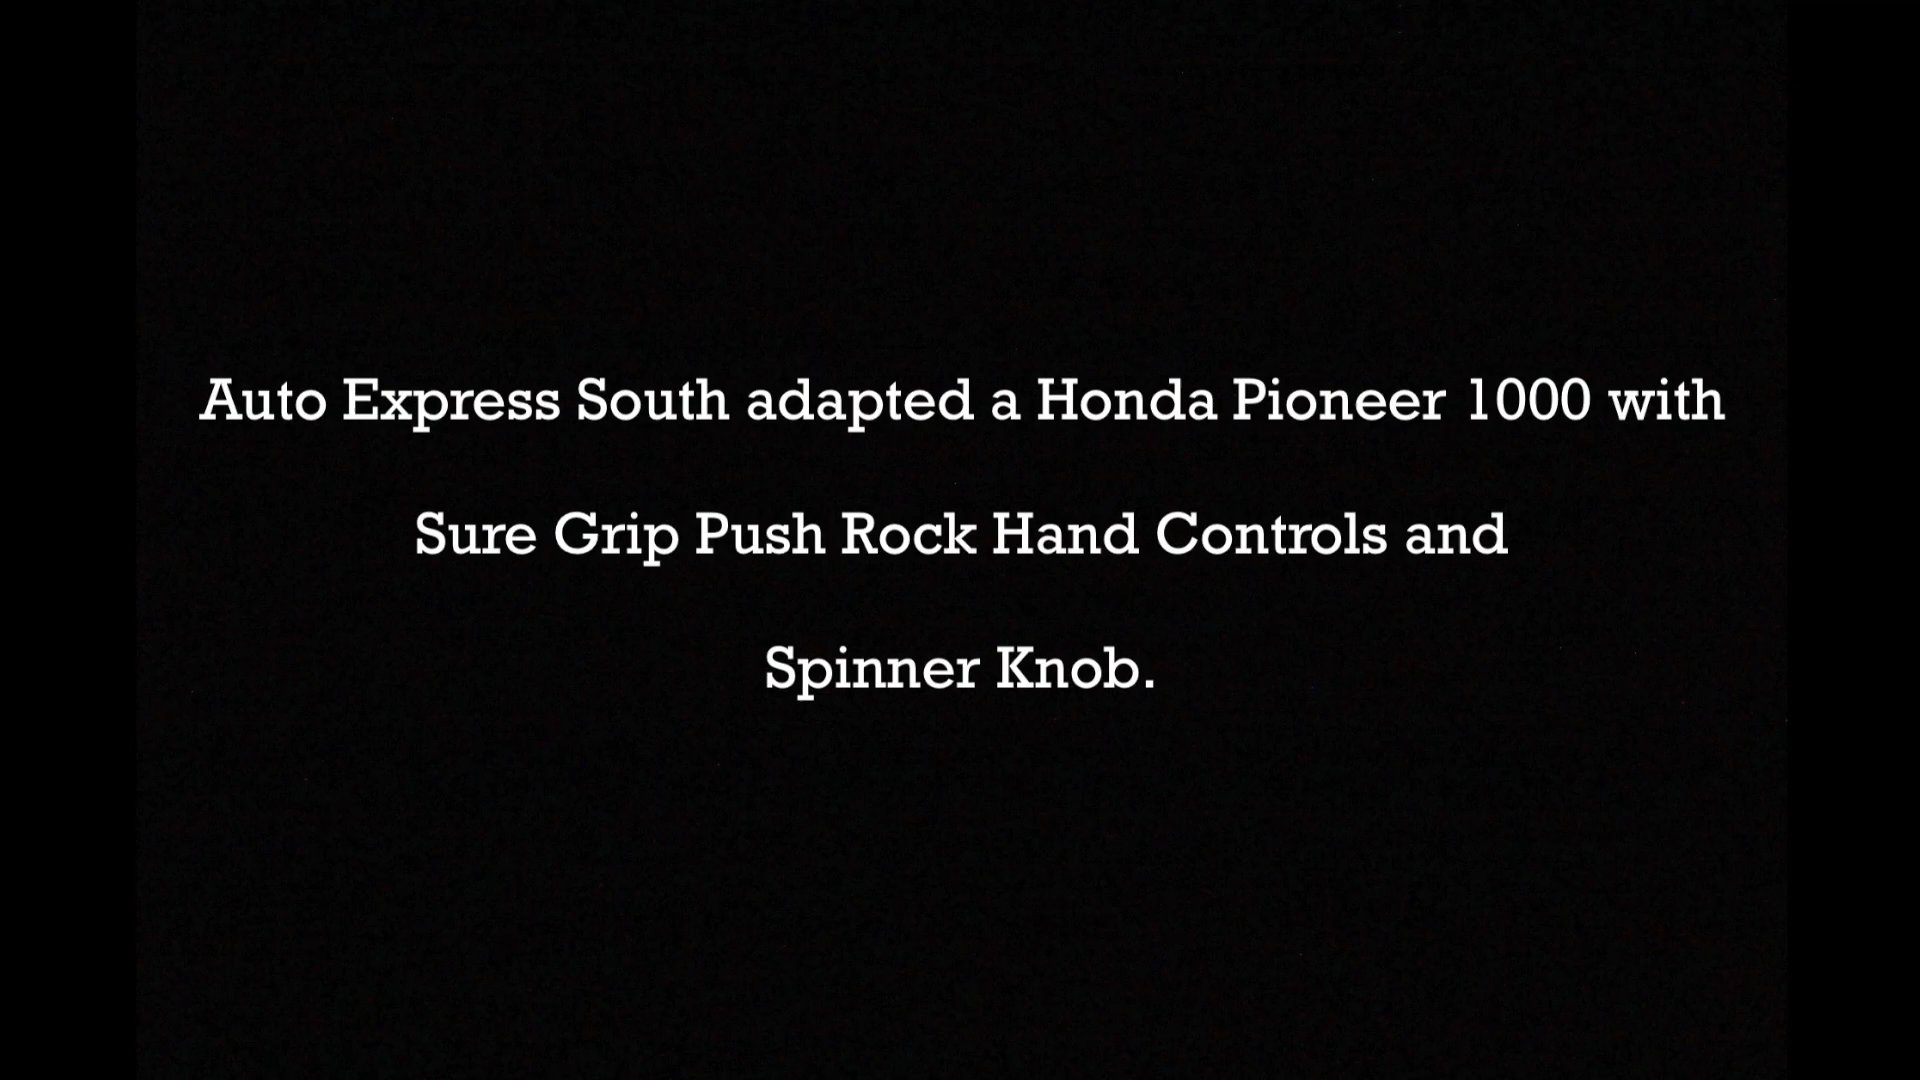 Auto Express South adapted a Honda Pioneer 1000 with
Sure Grip Push Rock Hand Controls and
Spinner Knob.